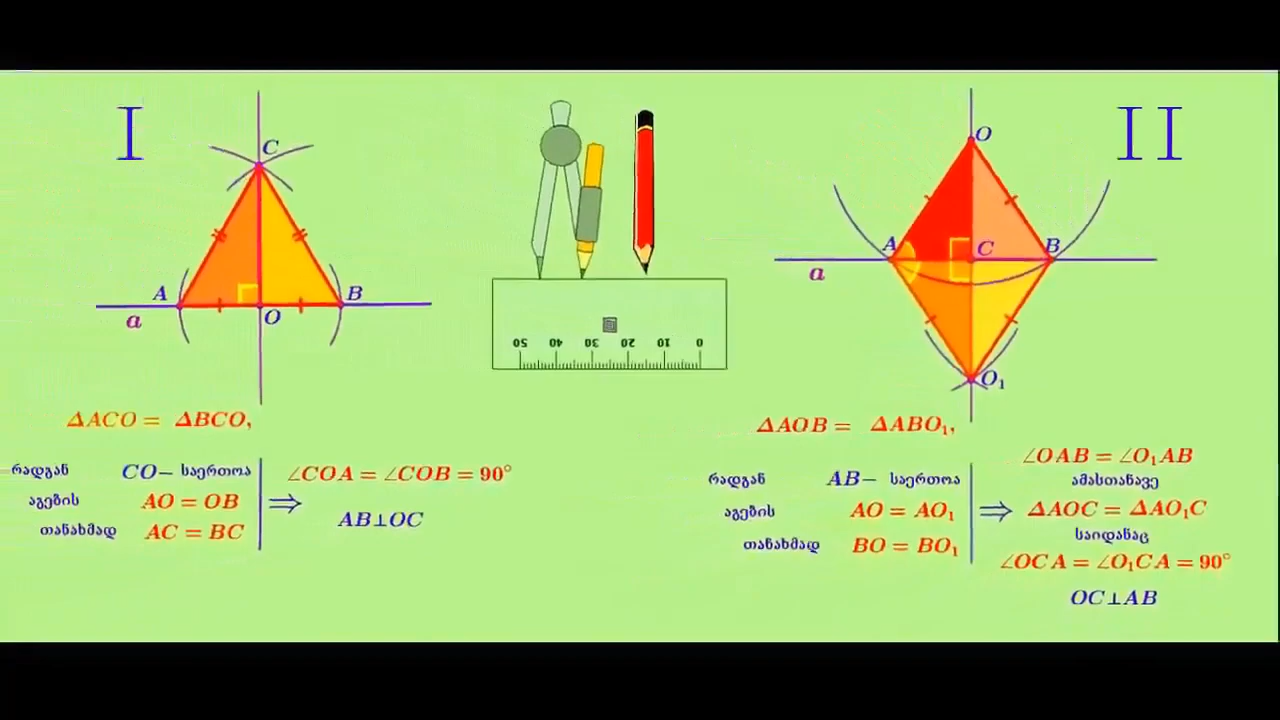 I
C
A
B
a
O
ΔACO = ΔBCO,
რადგან CO— საერთოა
აგების AO = OB
თანახმად AC = BC
⇒
∠COA = ∠COB = 90°
AB⊥OC
50 40 30 20 10 0
II
O
A
C
B
a
O₁
ΔAOB = ΔABO₁,
რადგან AB— საერთოა
აგების AO = AO₁
თანახმად BO = BO₁
⇒
∠OAB = ∠O₁AB
ამასთანავე
ΔAOC = ΔAO₁C
საიდანაც
∠OCA = ∠O₁CA = 90°
OC⊥AB